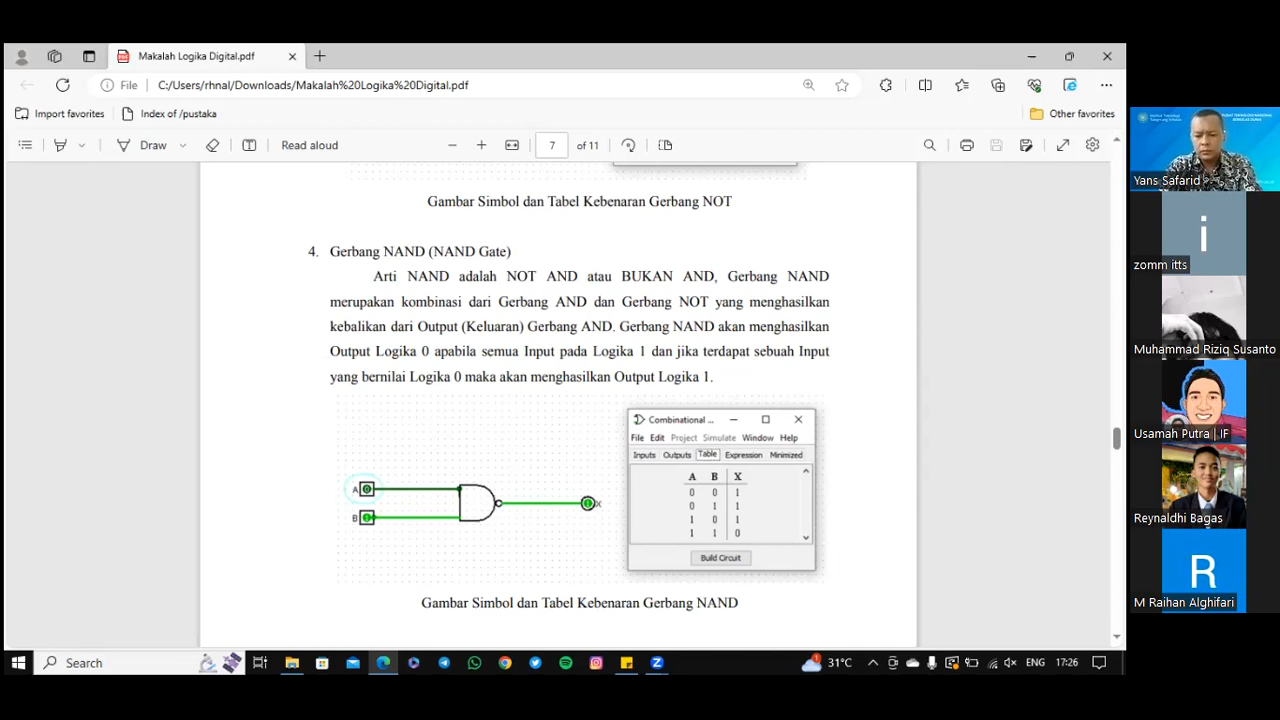 Makalah Logika Digital.pdf
File C:/Users/rhnal/Downloads/Makalah%20Logika%20Digital.pdf
Import favorites Index of /pustaka Other favorites
Draw Read aloud 7 of 11
Gambar Simbol dan Tabel Kebenaran Gerbang NOT
4. Gerbang NAND (NAND Gate)
Arti NAND adalah NOT AND atau BUKAN AND, Gerbang NAND
merupakan kombinasi dari Gerbang AND dan Gerbang NOT yang menghasilkan
kebalikan dari Output (Keluaran) Gerbang AND. Gerbang NAND akan menghasilkan
Output Logika 0 apabila semua Input pada Logika 1 dan jika terdapat sebuah Input
yang bernilai Logika 0 maka akan menghasilkan Output Logika 1.
A 0
B 1
1 X
Combinational ...
File Edit Project Simulate Window Help
Inputs Outputs Table Expression Minimized
A B X
0 0 1
0 1 1
1 0 1
1 1 0
Build Circuit
Gambar Simbol dan Tabel Kebenaran Gerbang NAND
Yans Safarid
i
zomm itts
Muhammad Riziq Susanto
Usamah Putra | IF
Reynaldhi Bagas
R
M Raihan Alghifari
Search
1
31°C ENG 17:26